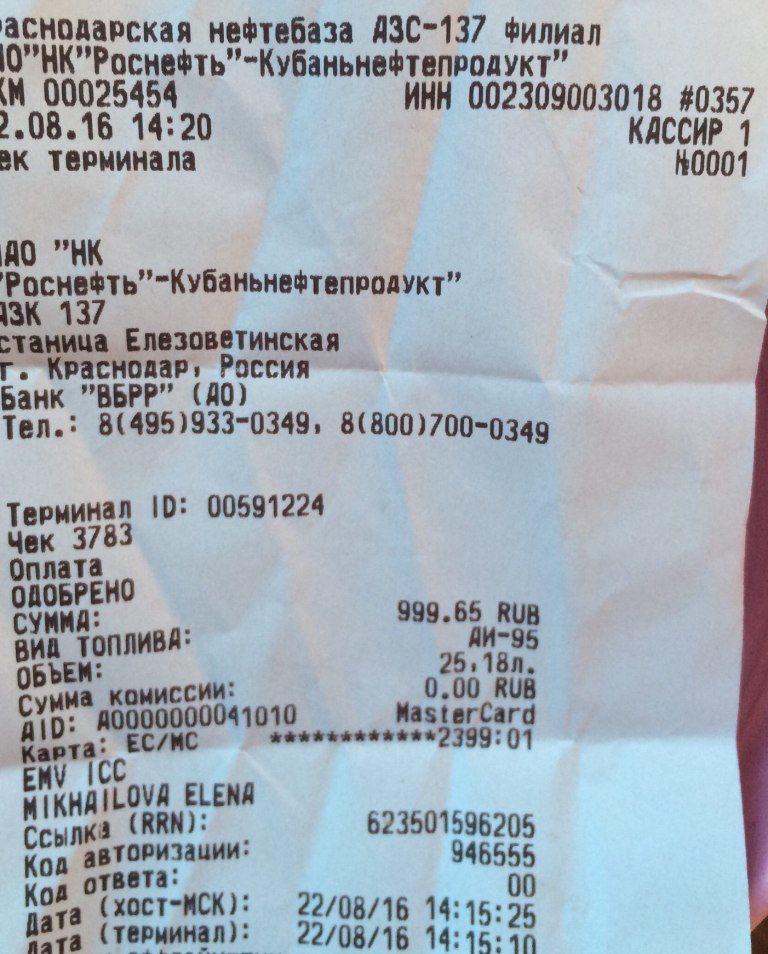 раснодарская нефтебаза АЗС-137 филиал
АО"НК"Роснефть"-Кубаньнефтепродукт"
КМ 00025454 ИНН 002309003018 #0357
2.08.16 14:20 КАССИР 1
ек терминала №0001
ПАО "НК
"Роснефть"-Кубаньнефтепродукт"
АЗК 137
станица Елезоветинская
г. Краснодар, Россия
Банк "ВБРР" (АО)
Тел.: 8(495)933-0349, 8(800)700-0349
Терминал ID: 00591224
Чек 3783
Оплата
ОДОБРЕНО
СУММА: 999.65 RUB
ВИД ТОПЛИВА: АИ-95
ОБЪЕМ: 25,18л.
Сумма комиссии: 0.00 RUB
AID: A0000000041010 MasterCard
Карта: EC/MC ************2399:01
EMV ICC
MIKHAILOVA ELENA
Ссылка (RRN): 623501596205
Код авторизации: 946555
Код ответа: 00
Дата (хост-МСК): 22/08/16 14:15:25
Дата (терминал): 22/08/16 14:15:10